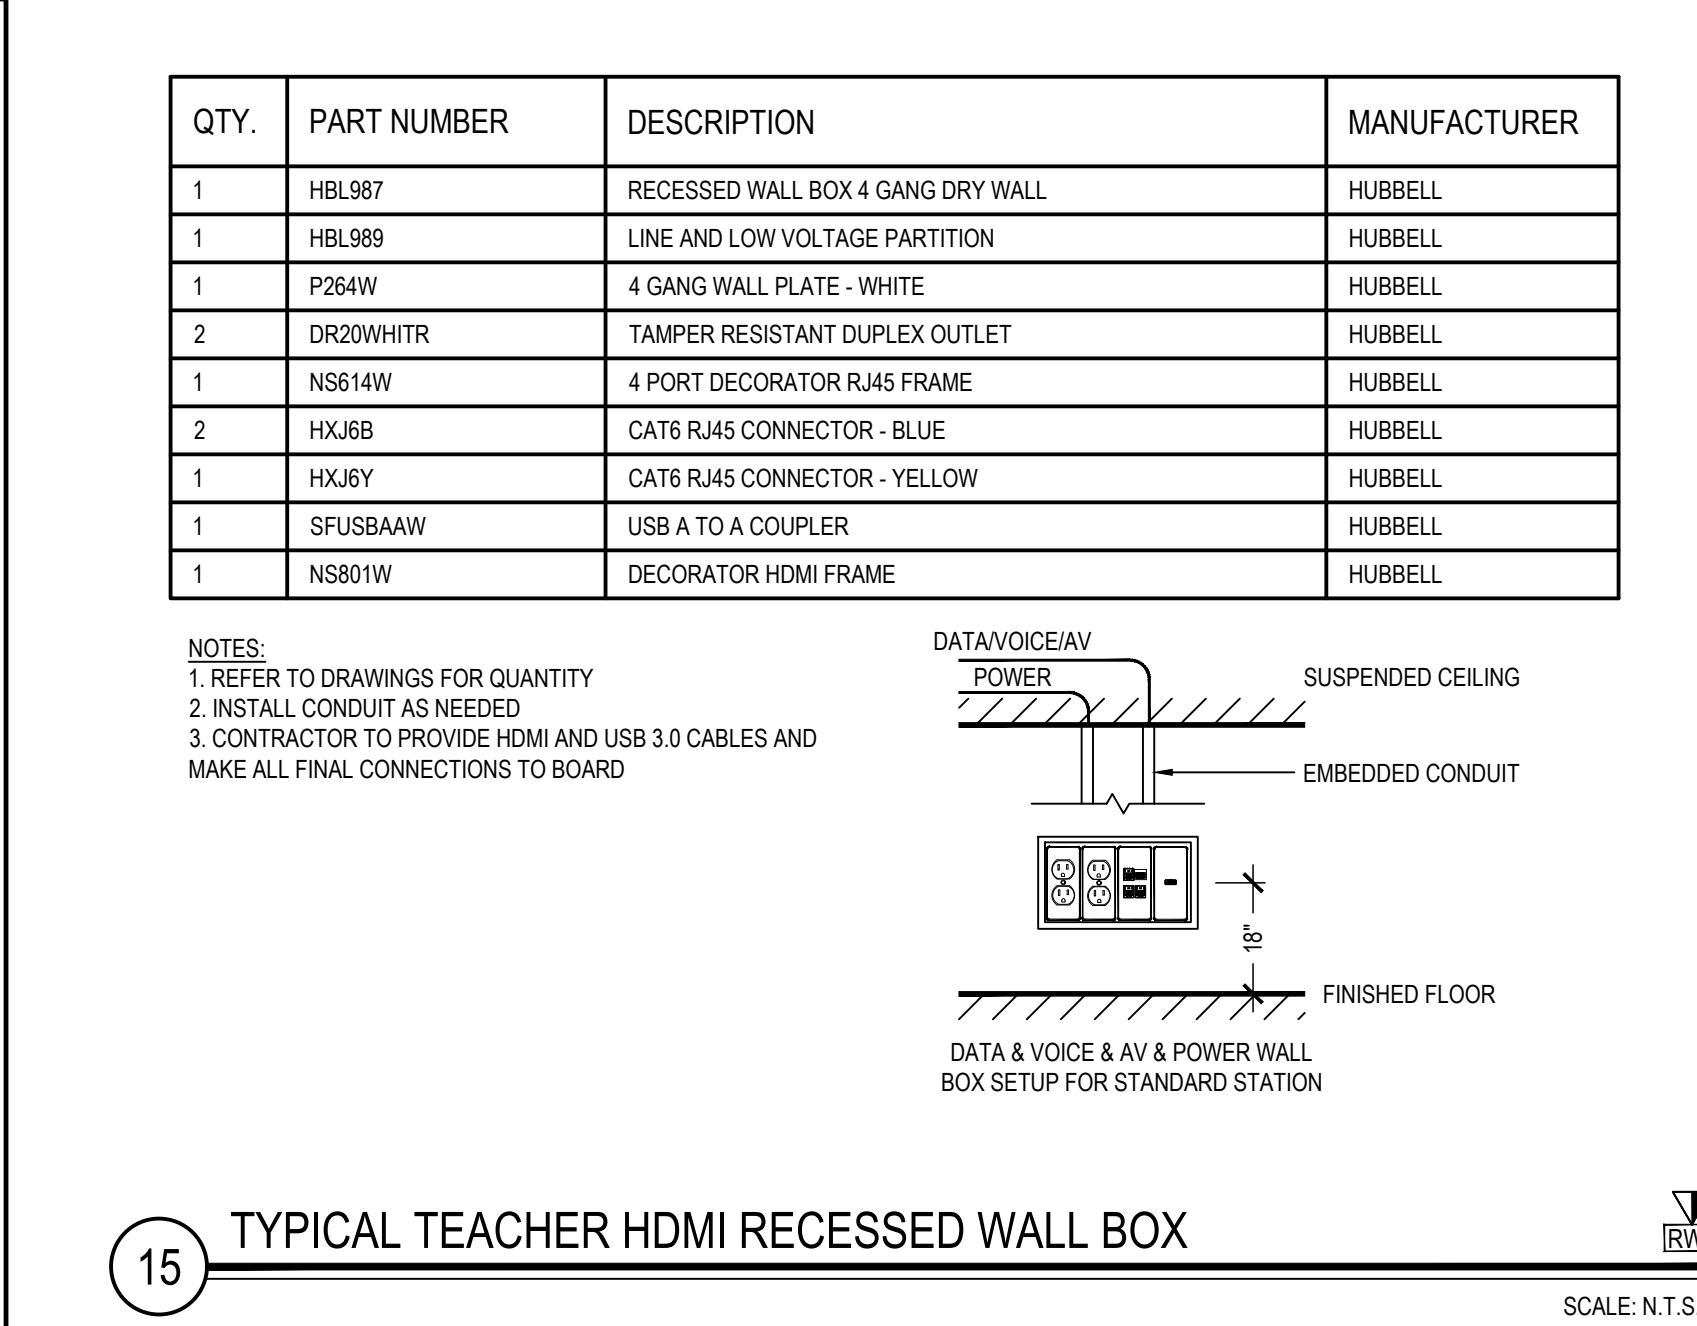 QTY. PART NUMBER DESCRIPTION MANUFACTURER
1 HBL987 RECESSED WALL BOX 4 GANG DRY WALL HUBBELL
1 HBL989 LINE AND LOW VOLTAGE PARTITION HUBBELL
1 P264W 4 GANG WALL PLATE - WHITE HUBBELL
2 DR20WHITR TAMPER RESISTANT DUPLEX OUTLET HUBBELL
1 NS614W 4 PORT DECORATOR RJ45 FRAME HUBBELL
2 HXJ6B CAT6 RJ45 CONNECTOR - BLUE HUBBELL
1 HXJ6Y CAT6 RJ45 CONNECTOR - YELLOW HUBBELL
1 SFUSBAAW USB A TO A COUPLER HUBBELL
1 NS801W DECORATOR HDMI FRAME HUBBELL
NOTES:
1. REFER TO DRAWINGS FOR QUANTITY
2. INSTALL CONDUIT AS NEEDED
3. CONTRACTOR TO PROVIDE HDMI AND USB 3.0 CABLES AND
MAKE ALL FINAL CONNECTIONS TO BOARD
DATA/VOICE/AV
POWER
SUSPENDED CEILING
EMBEDDED CONDUIT
18"
FINISHED FLOOR
DATA & VOICE & AV & POWER WALL
BOX SETUP FOR STANDARD STATION
15
TYPICAL TEACHER HDMI RECESSED WALL BOX
SCALE: N.T.S.